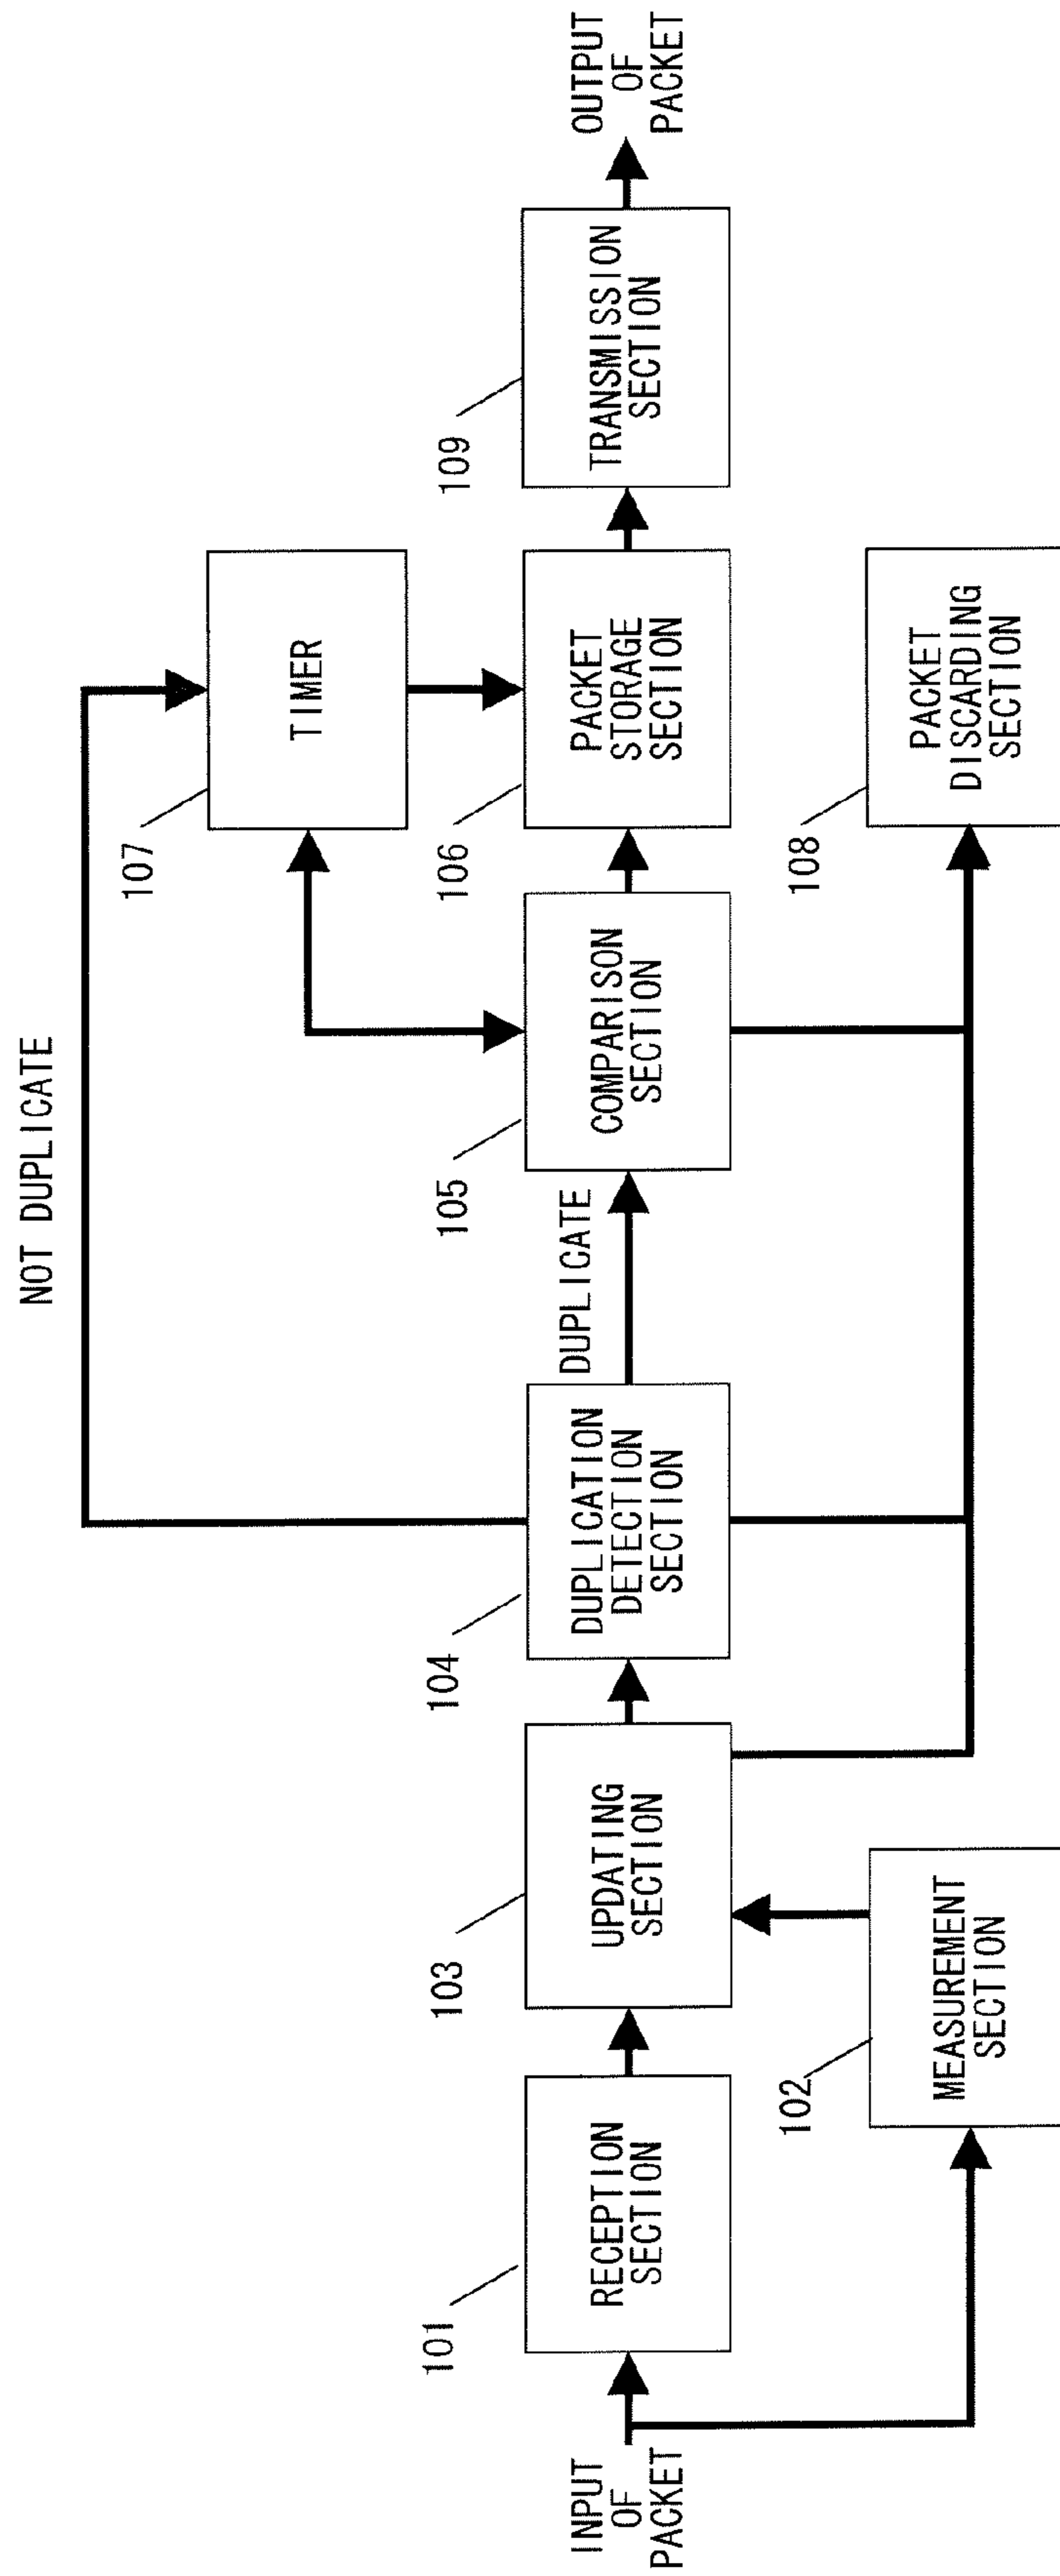 NOT DUPLICATE
107
TIMER
INPUT
OF
PACKET
101
RECEPTION
SECTION
103
UPDATING
SECTION
104
DUPLICATION
DETECTION
SECTION
DUPLICATE
105
COMPARISON
SECTION
106
PACKET
STORAGE
SECTION
109
TRANSMISSION
SECTION
OUTPUT
OF
PACKET
102
MEASUREMENT
SECTION
108
PACKET
DISCARDING
SECTION